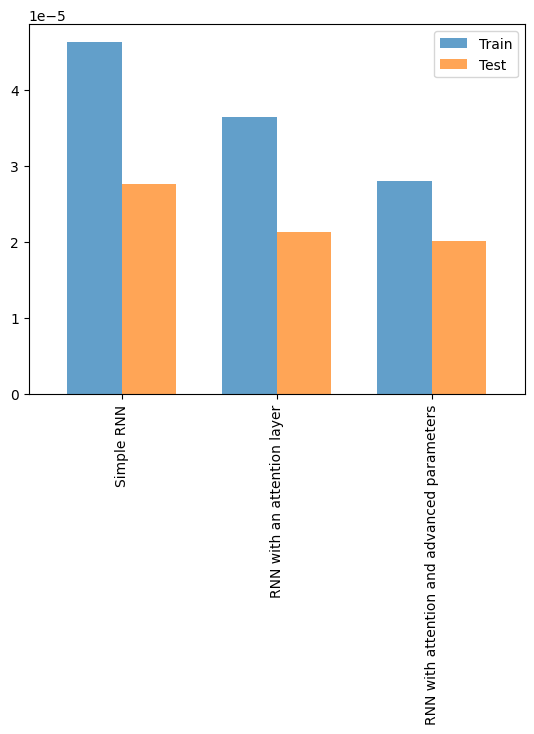 1e−5
Train
Test
4
3
2
1
0
Simple RNN
RNN with an attention layer
RNN with attention and advanced parameters